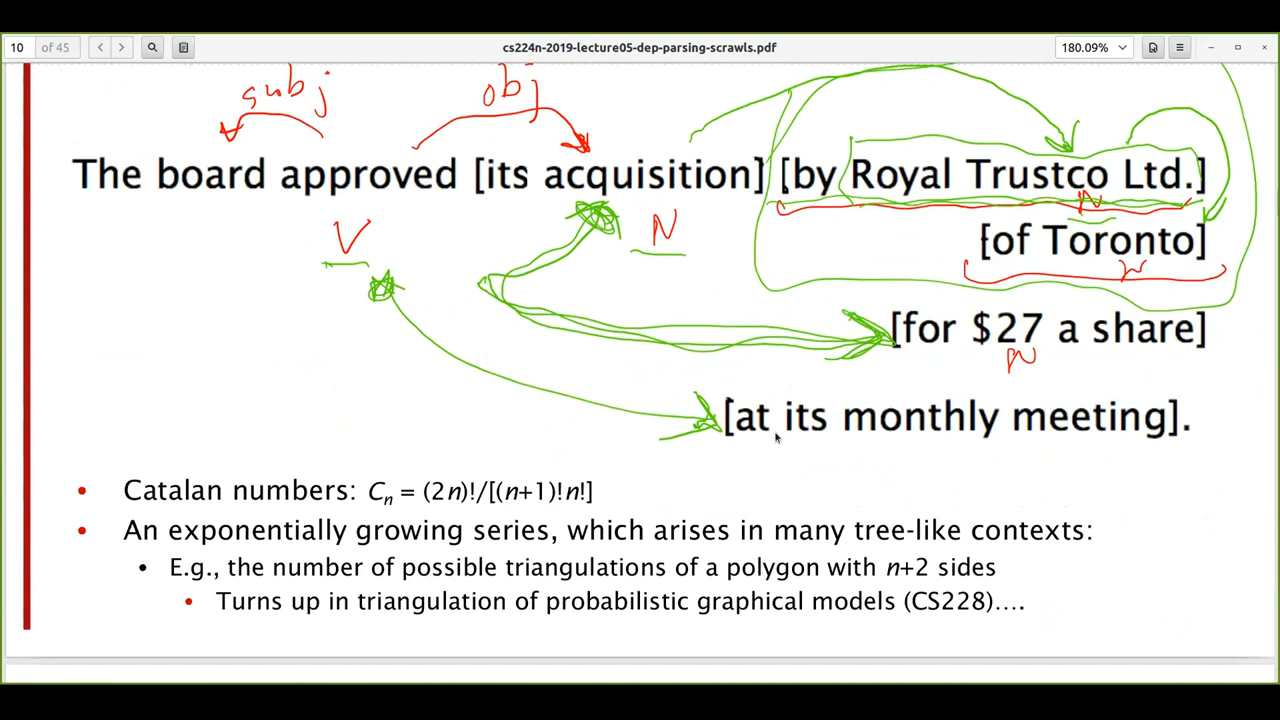 10 of 45 cs224n-2019-lecture05-dep-parsing-scrawls.pdf 180.09%
subj obj
The board approved [its acquisition] [by Royal Trustco Ltd.]
V N N
[of Toronto]
N
[for $27 a share]
N
[at its monthly meeting].
• Catalan numbers: Cn = (2n)!/[(n+1)!n!]
• An exponentially growing series, which arises in many tree-like contexts:
• E.g., the number of possible triangulations of a polygon with n+2 sides
• Turns up in triangulation of probabilistic graphical models (CS228)….